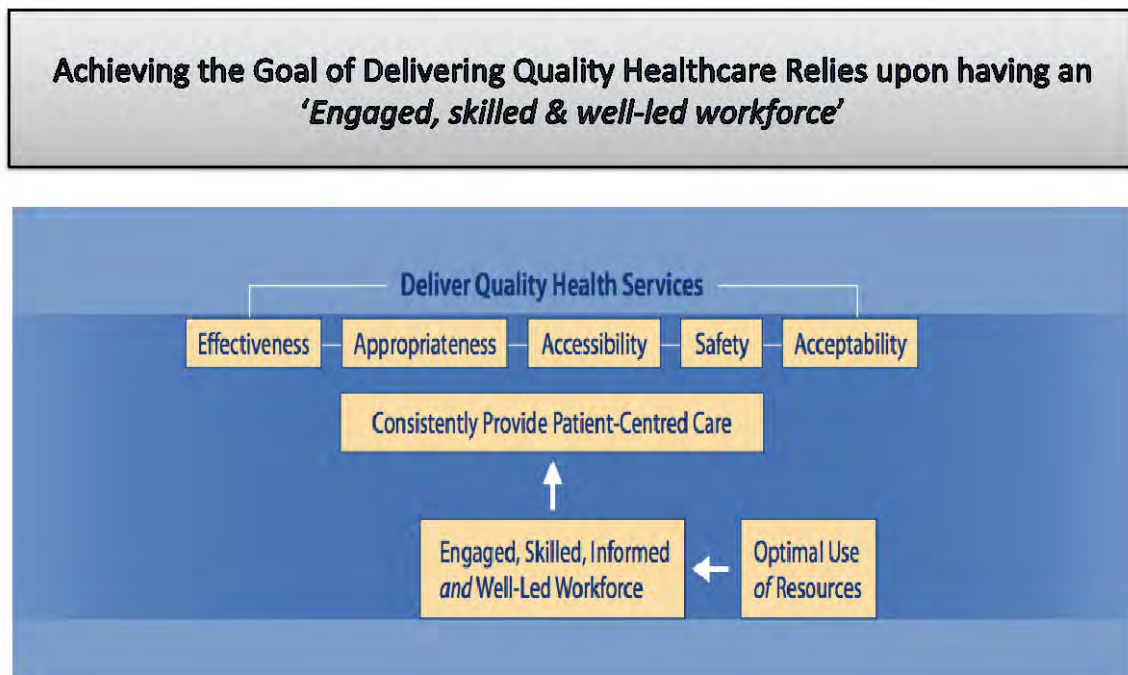 Achieving the Goal of Delivering Quality Healthcare Relies upon having an
‘Engaged, skilled & well-led workforce’
Deliver Quality Health Services
Effectiveness
Appropriateness
Accessibility
Safety
Acceptability
Consistently Provide Patient-Centred Care
Engaged, Skilled, Informed
and Well-Led Workforce
Optimal Use
of Resources